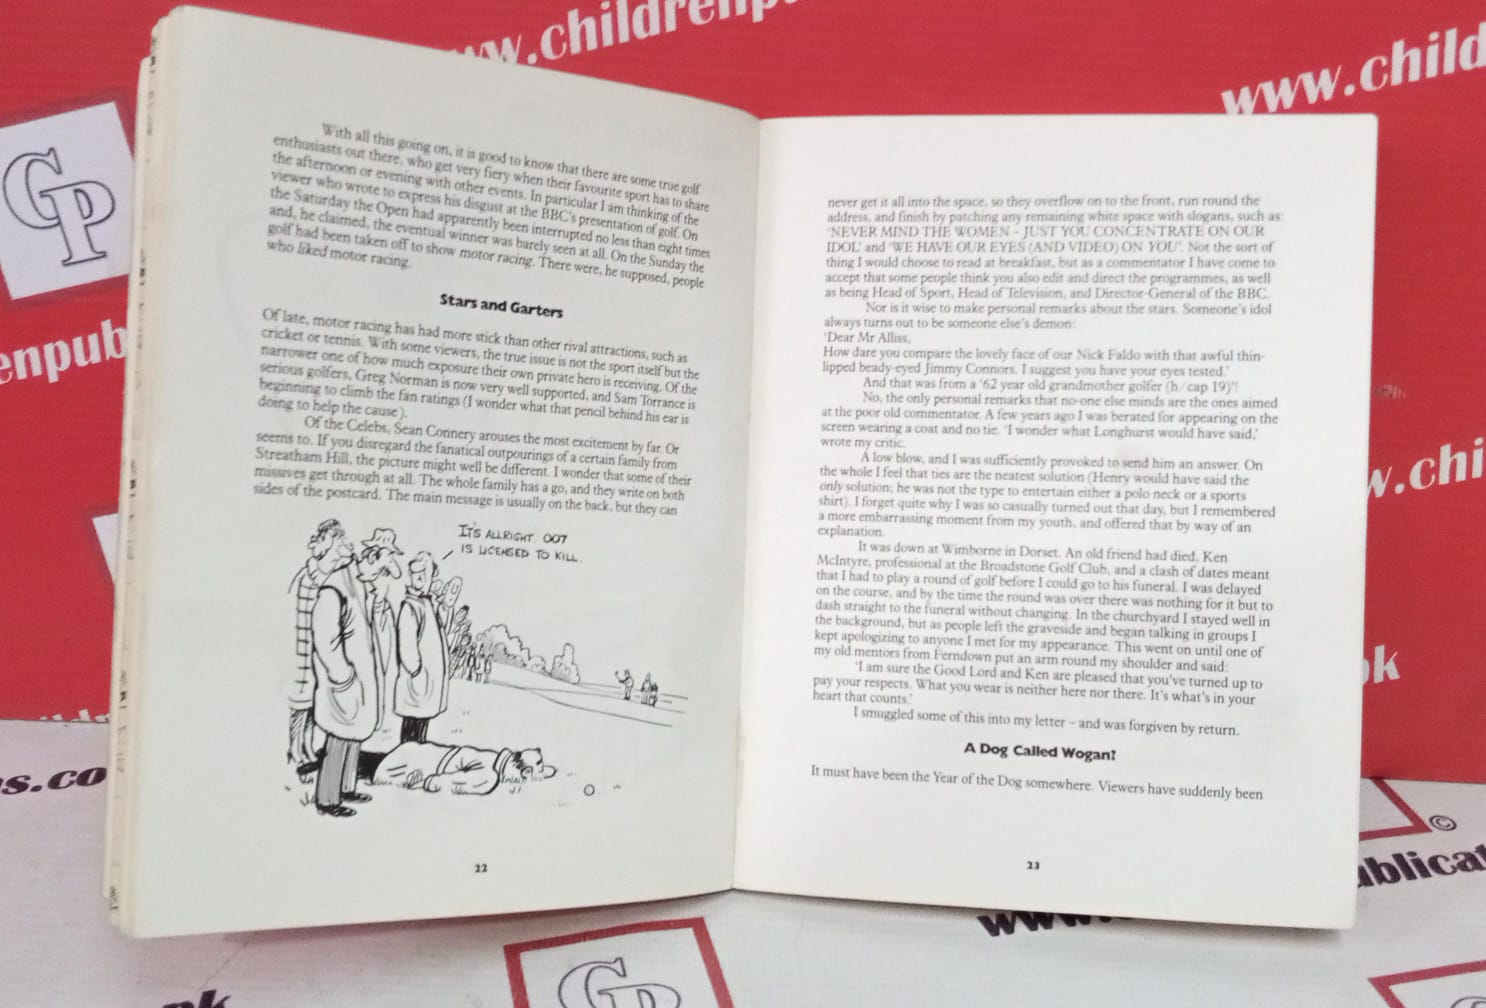 www.childrenpu
www.child
GP
enpub
With all this going on, it is good to know that there are some true golf
enthusiasts out there, who get very fiery when their favourite sport has to share
the afternoon or evening with other events. In particular I am thinking of the
viewer who wrote to express his disgust at the BBC's presentation of golf. On
the Saturday the Open had apparently been interrupted no less than eight times
and, he claimed, the eventual winner was barely seen at all. On the Sunday the
golf had been taken off to show motor racing. There were, he supposed, people
who liked motor racing.
Stars and Garters
Of late, motor racing has had more stick than other rival attractions, such as
cricket or tennis. With some viewers, the true issue is not the sport itself but the
narrower one of how much exposure their own private hero is receiving. Of the
serious golfers, Greg Norman is now very well supported, and Sam Torrance is
beginning to climb the fan ratings (I wonder what that pencil behind his ear is
doing to help the cause).
Of the Celebs, Sean Connery arouses the most excitement by far. Or
seems to. If you disregard the fanatical outpourings of a certain family from
Streatham Hill, the picture might well be different. I wonder that some of their
missives get through at all. The whole family has a go, and they write on both
sides of the postcard. The main message is usually on the back, but they can
IT'S ALLRIGHT. 007
IS LICENSED TO KILL.
22
never get it all into the space, so they overflow on to the front, run round the
address, and finish by patching any remaining white space with slogans, such as:
'NEVER MIND THE WOMEN – JUST YOU CONCENTRATE ON OUR
IDOL' and 'WE HAVE OUR EYES (AND VIDEO) ON YOU'. Not the sort of
thing I would choose to read at breakfast, but as a commentator I have come to
accept that some people think you also edit and direct the programmes, as well
as being Head of Sport, Head of Television, and Director-General of the BBC.
Nor is it wise to make personal remarks about the stars. Someone's idol
always turns out to be someone else's demon:
'Dear Mr Alliss,
How dare you compare the lovely face of our Nick Faldo with that awful thin-
lipped beady-eyed Jimmy Connors. I suggest you have your eyes tested.'
And that was from a '62 year old grandmother golfer (h/cap 19)'!
No, the only personal remarks that no-one else minds are the ones aimed
at the poor old commentator. A few years ago I was berated for appearing on the
screen wearing a coat and no tie. 'I wonder what Longhurst would have said,'
wrote my critic.
A low blow, and I was sufficiently provoked to send him an answer. On
the whole I feel that ties are the neatest solution (Henry would have said the
only solution; he was not the type to entertain either a polo neck or a sports
shirt). I forget quite why I was so casually turned out that day, but I remembered
a more embarrassing moment from my youth, and offered that by way of an
explanation.
It was down at Wimborne in Dorset. An old friend had died, Ken
McIntyre, professional at the Broadstone Golf Club, and a clash of dates meant
that I had to play a round of golf before I could go to his funeral. I was delayed
on the course, and by the time the round was over there was nothing for it but to
dash straight to the funeral without changing. In the churchyard I stayed well in
the background, but as people left the graveside and began talking in groups I
kept apologizing to anyone I met for my appearance. This went on until one of
my old mentors from Ferndown put an arm round my shoulder and said:
'I am sure the Good Lord and Ken are pleased that you've turned up to
pay your respects. What you wear is neither here nor there. It's what's in your
heart that counts.'
I smuggled some of this into my letter – and was forgiven by return.
A Dog Called Wogan?
It must have been the Year of the Dog somewhere. Viewers have suddenly been
23
w.chi
pk
s.co
©
ublicat
www.
GP
pk